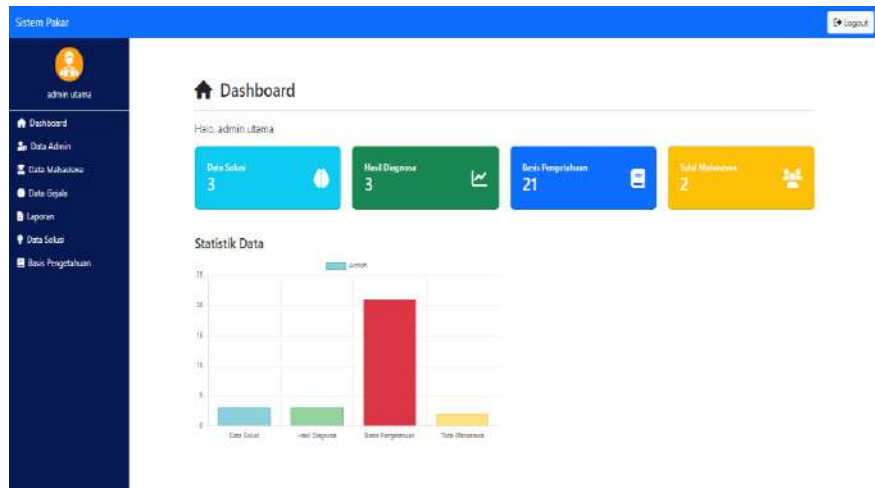 Sistem Pakar
Logout
admin utama
Dashboard
Data Admin
Data Mahasiswa
Data Gejala
Laporan
Data Solusi
Basis Pengetahuan
Dashboard
Halo, admin utama
Data Solusi
3
Hasil Diagnosa
3
Basis Pengetahuan
21
Total Mahasiswa
2
Statistik Data
Jumlah
25
20
15
10
5
0
Data Solusi
Hasil Diagnosa
Basis Pengetahuan
Total Mahasiswa